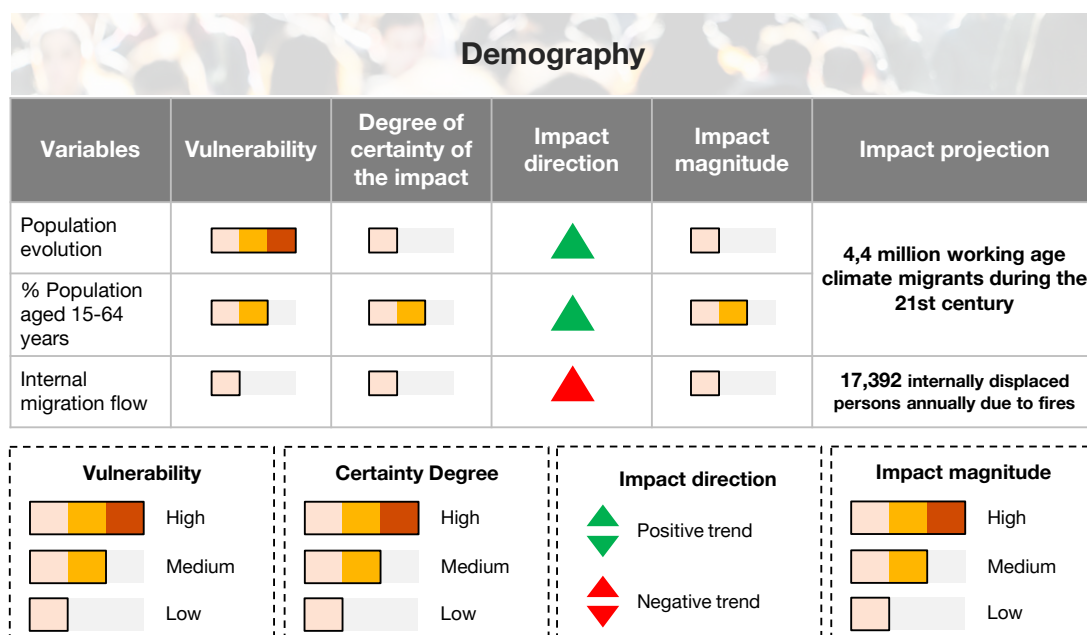 Demography
Variables
Vulnerability
Degree of
certainty of
the impact
Impact
direction
Impact
magnitude
Impact projection
Population
evolution
4,4 million working age
climate migrants during the
21st century
% Population
aged 15-64
years
Internal
migration flow
17,392 internally displaced
persons annually due to fires
Vulnerability
High
Medium
Low
Certainty Degree
High
Medium
Low
Impact direction
Positive trend
Negative trend
Impact magnitude
High
Medium
Low